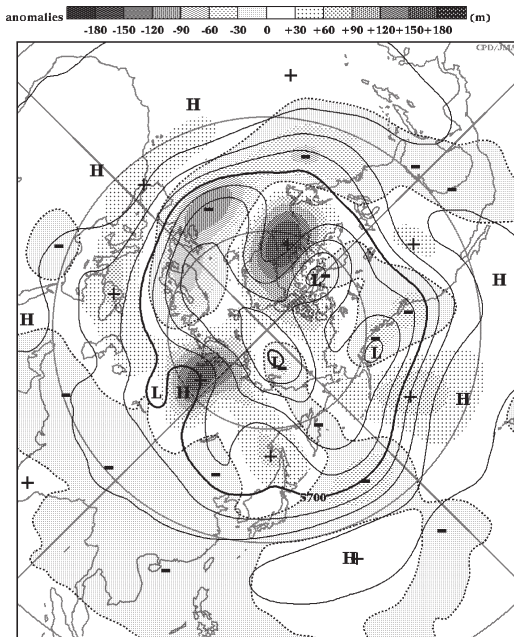 anomalies (m)
-180 -150 -120 -90 -60 -30 0 +30 +60 +90 +120 +150 +180
CPD/JMA
+
H
-
-
H
+
-
-
-
+
+
L -
H
+
-
H
L -
-
L
L
H
+
+
H
-
-
+
-
-
+
-
-
5700
-
H+
-